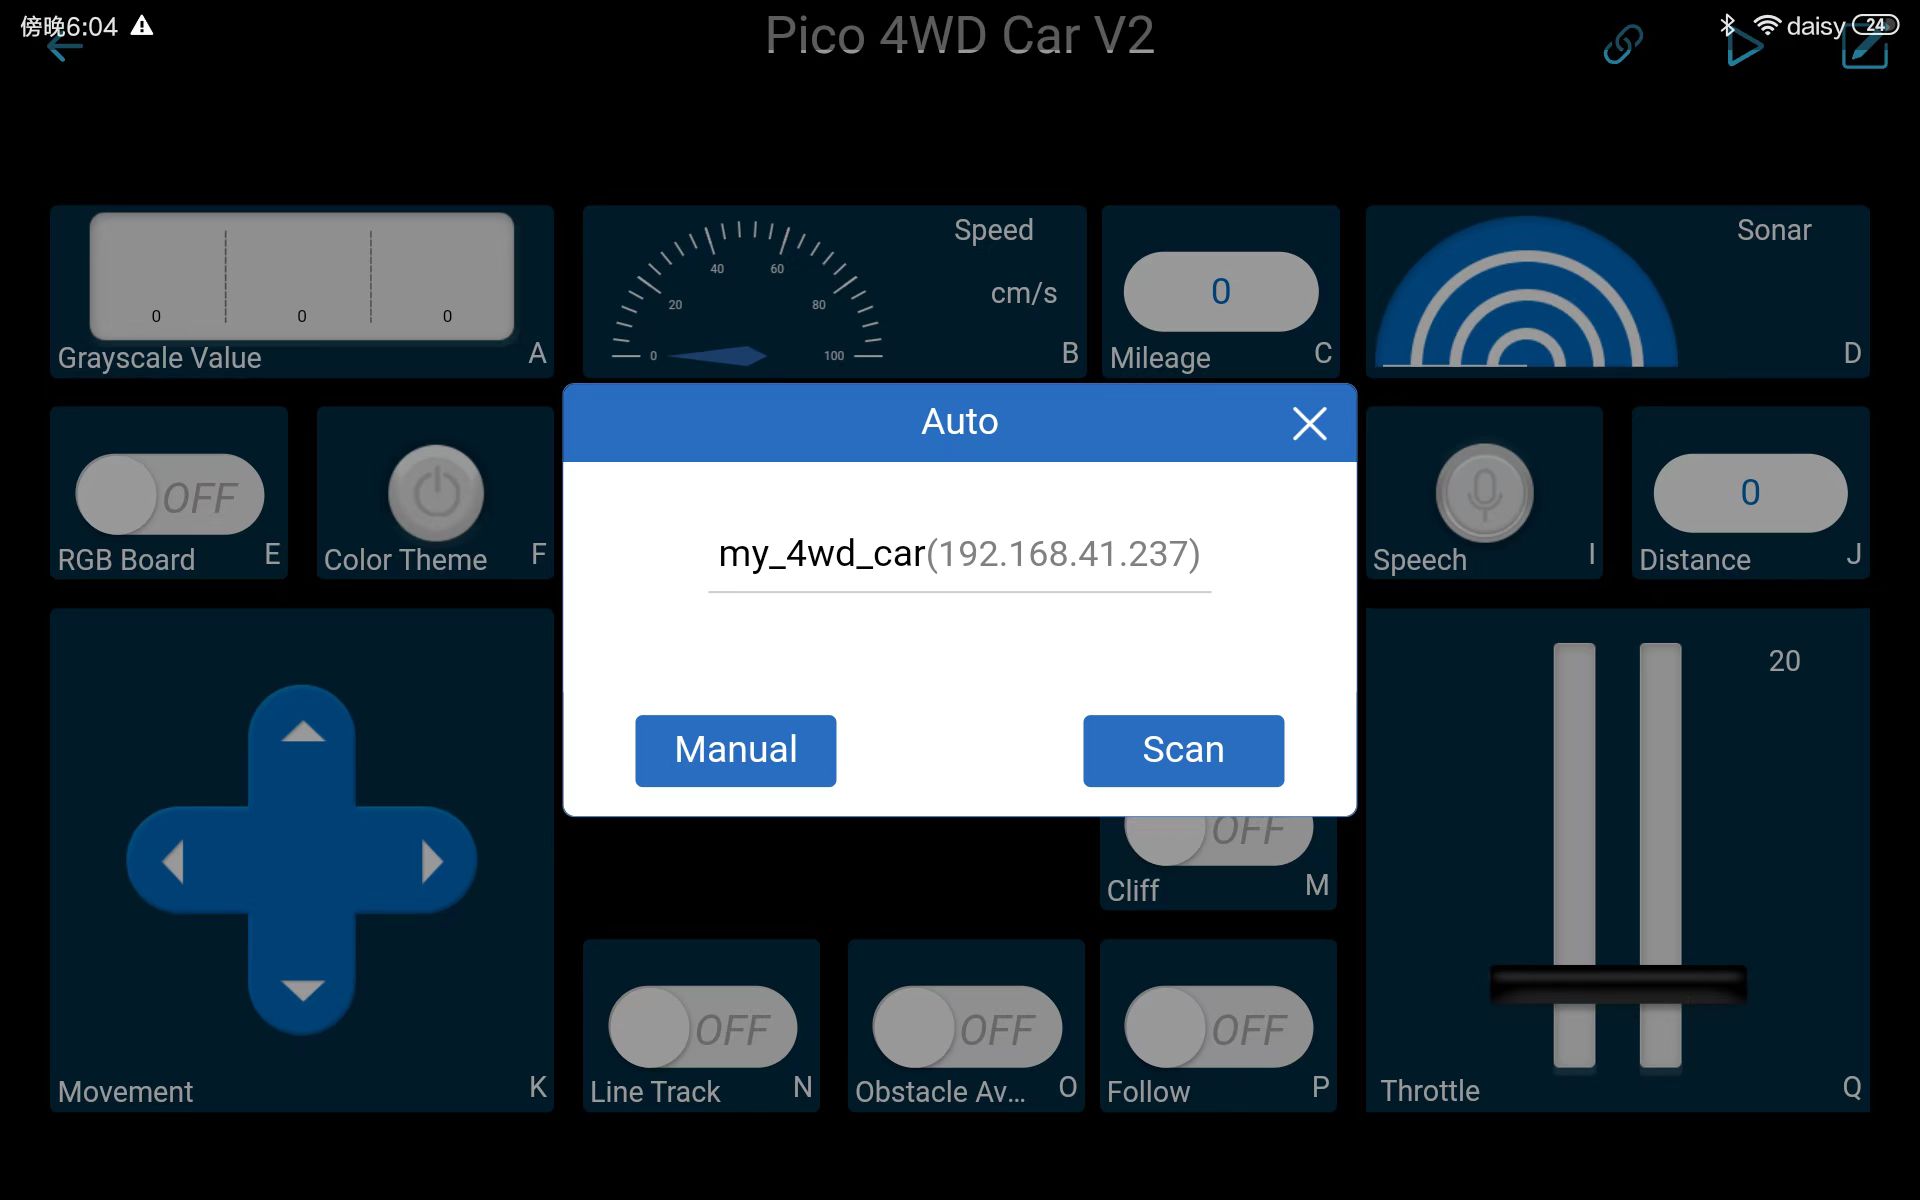 傍晚6:04
Pico 4WD Car V2
daisy 24
0 0 0
Grayscale Value A
0 20 40 60 80 100
Speed
cm/s
B
0
Mileage C
Sonar
D
OFF
RGB Board E
Color Theme F
Auto
my_4wd_car(192.168.41.237)
Manual
Scan
Speech I
0
Distance J
Movement K
OFF
Cliff M
OFF
Line Track N
OFF
Obstacle Av... O
OFF
Follow P
20
Throttle Q